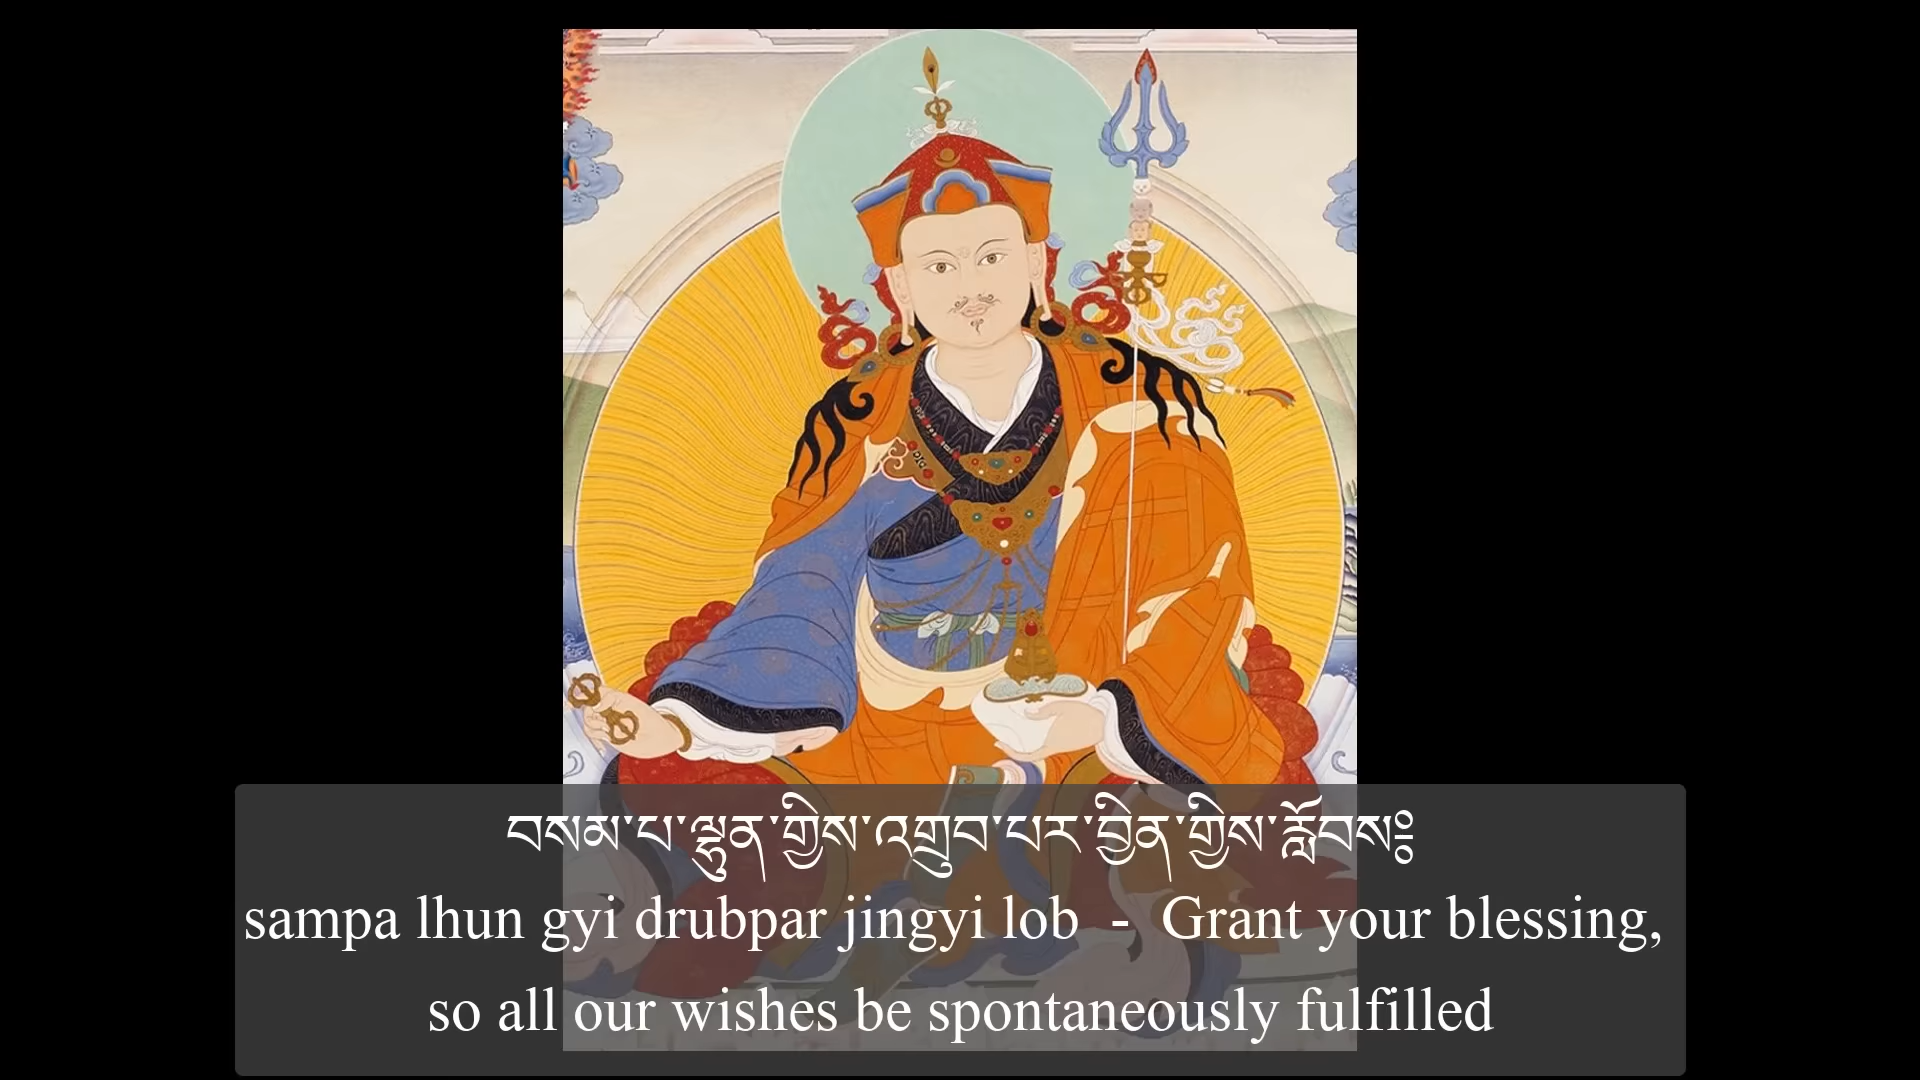 བསམ་པ་ལྷུན་གྱིས་འགྲུབ་པར་བྱིན་གྱིས་རློབས༔
sampa lhun gyi drubpar jingyi lob - Grant your blessing,
so all our wishes be spontaneously fulfilled